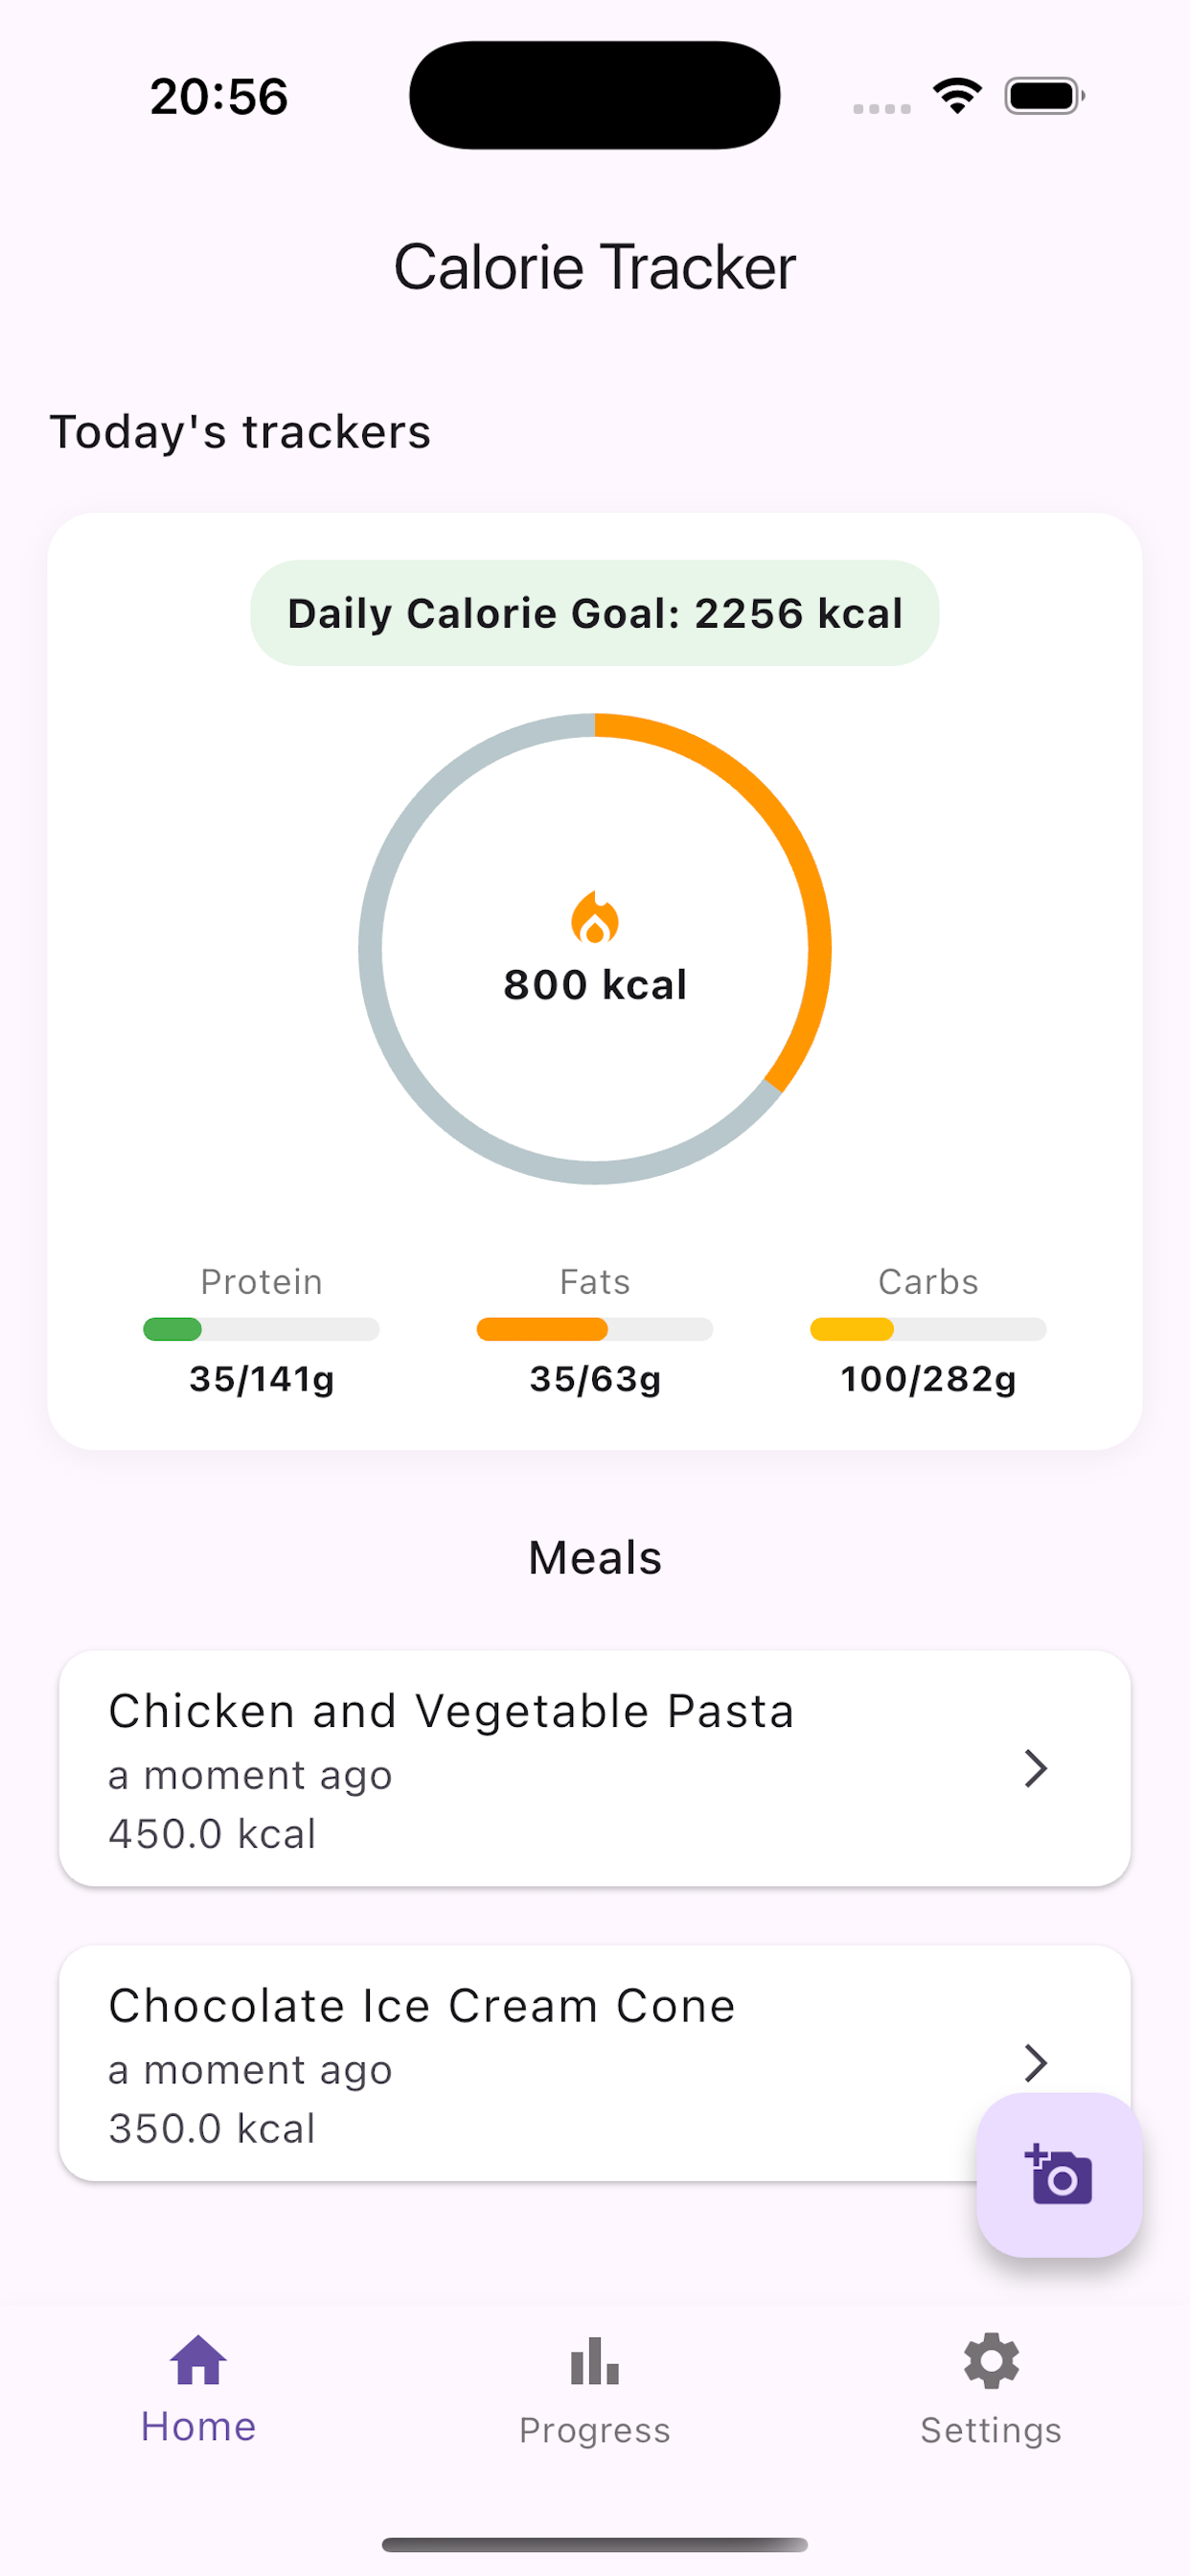 20:56
Calorie Tracker
Today's trackers
Daily Calorie Goal: 2256 kcal
800 kcal
Protein
Fats
Carbs
35/141g
35/63g
100/282g
Meals
Chicken and Vegetable Pasta
a moment ago
450.0 kcal
Chocolate Ice Cream Cone
a moment ago
350.0 kcal
Home
Progress
Settings